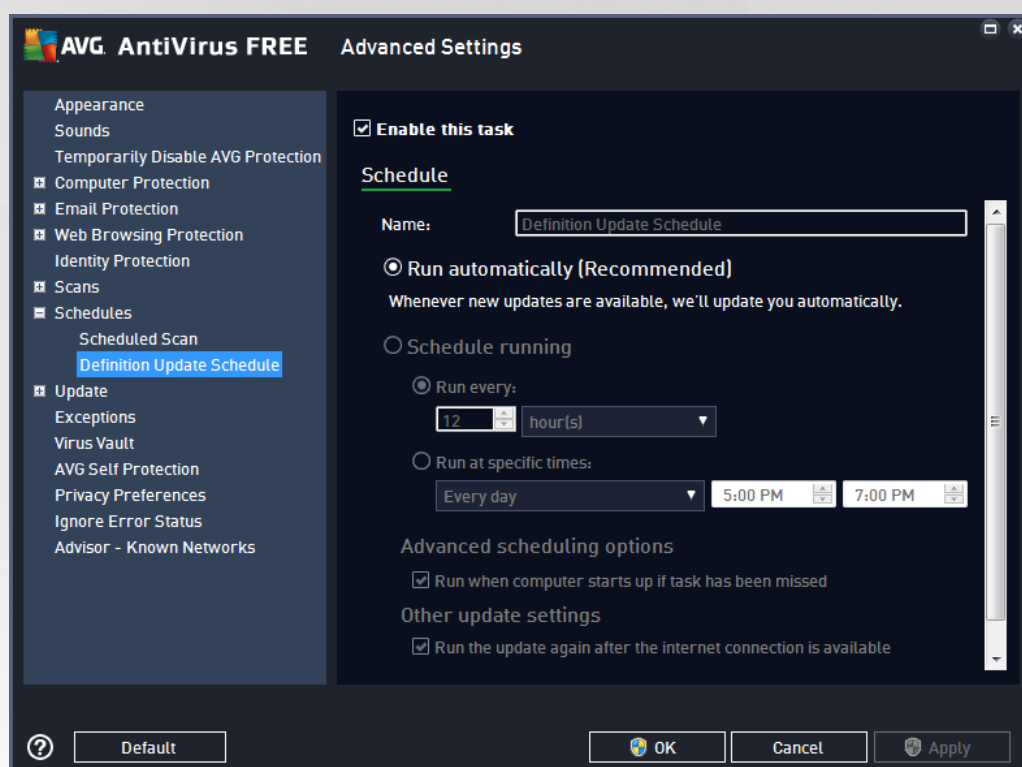 AVG. AntiVirus FREE Advanced Settings
Appearance
Sounds
Temporarily Disable AVG Protection
Computer Protection
Email Protection
Web Browsing Protection
Identity Protection
Scans
Schedules
Scheduled Scan
Definition Update Schedule
Update
Exceptions
Virus Vault
AVG Self Protection
Privacy Preferences
Ignore Error Status
Advisor - Known Networks
Enable this task
Schedule
Name: Definition Update Schedule
Run automatically (Recommended)
Whenever new updates are available, we'll update you automatically.
Schedule running
Run every:
12 hour(s)
Run at specific times:
Every day 5:00 PM 7:00 PM
Advanced scheduling options
Run when computer starts up if task has been missed
Other update settings
Run the update again after the internet connection is available
? Default OK Cancel Apply